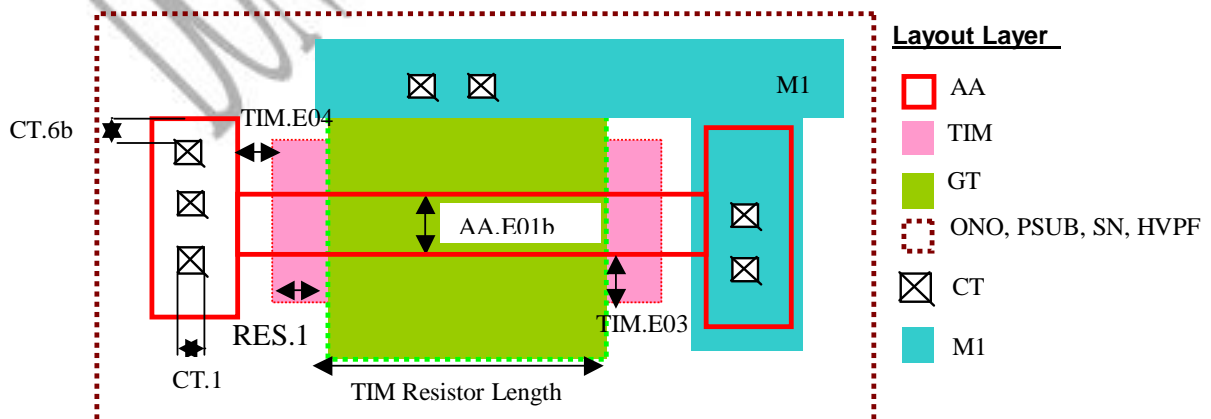 Layout Layer
M1
AA
TIM.E04
CT.6b
TIM
GT
AA.E01b
ONO, PSUB, SN, HVPF
CT
TIM.E03
RES.1
M1
CT.1
TIM Resistor Length